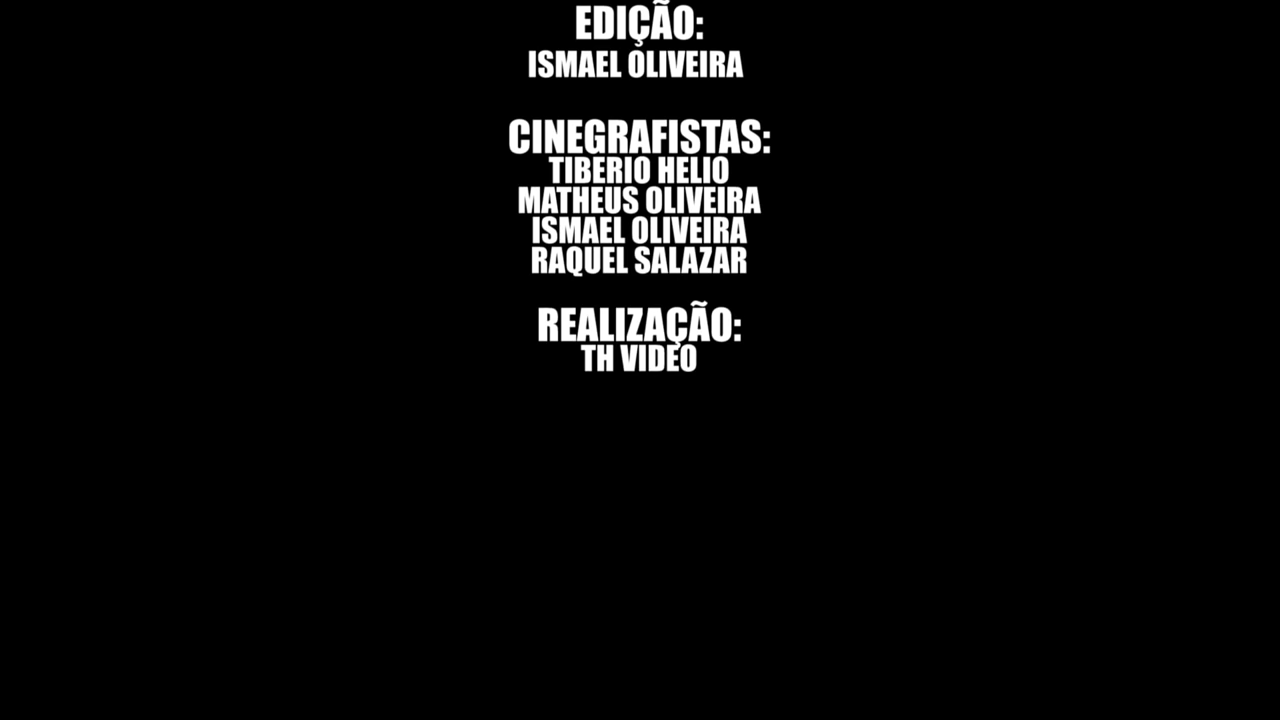 EDIÇÃO:
ISMAEL OLIVEIRA
CINEGRAFISTAS:
TIBERIO HELIO
MATHEUS OLIVEIRA
ISMAEL OLIVEIRA
RAQUEL SALAZAR
REALIZAÇÃO:
TH VIDEO